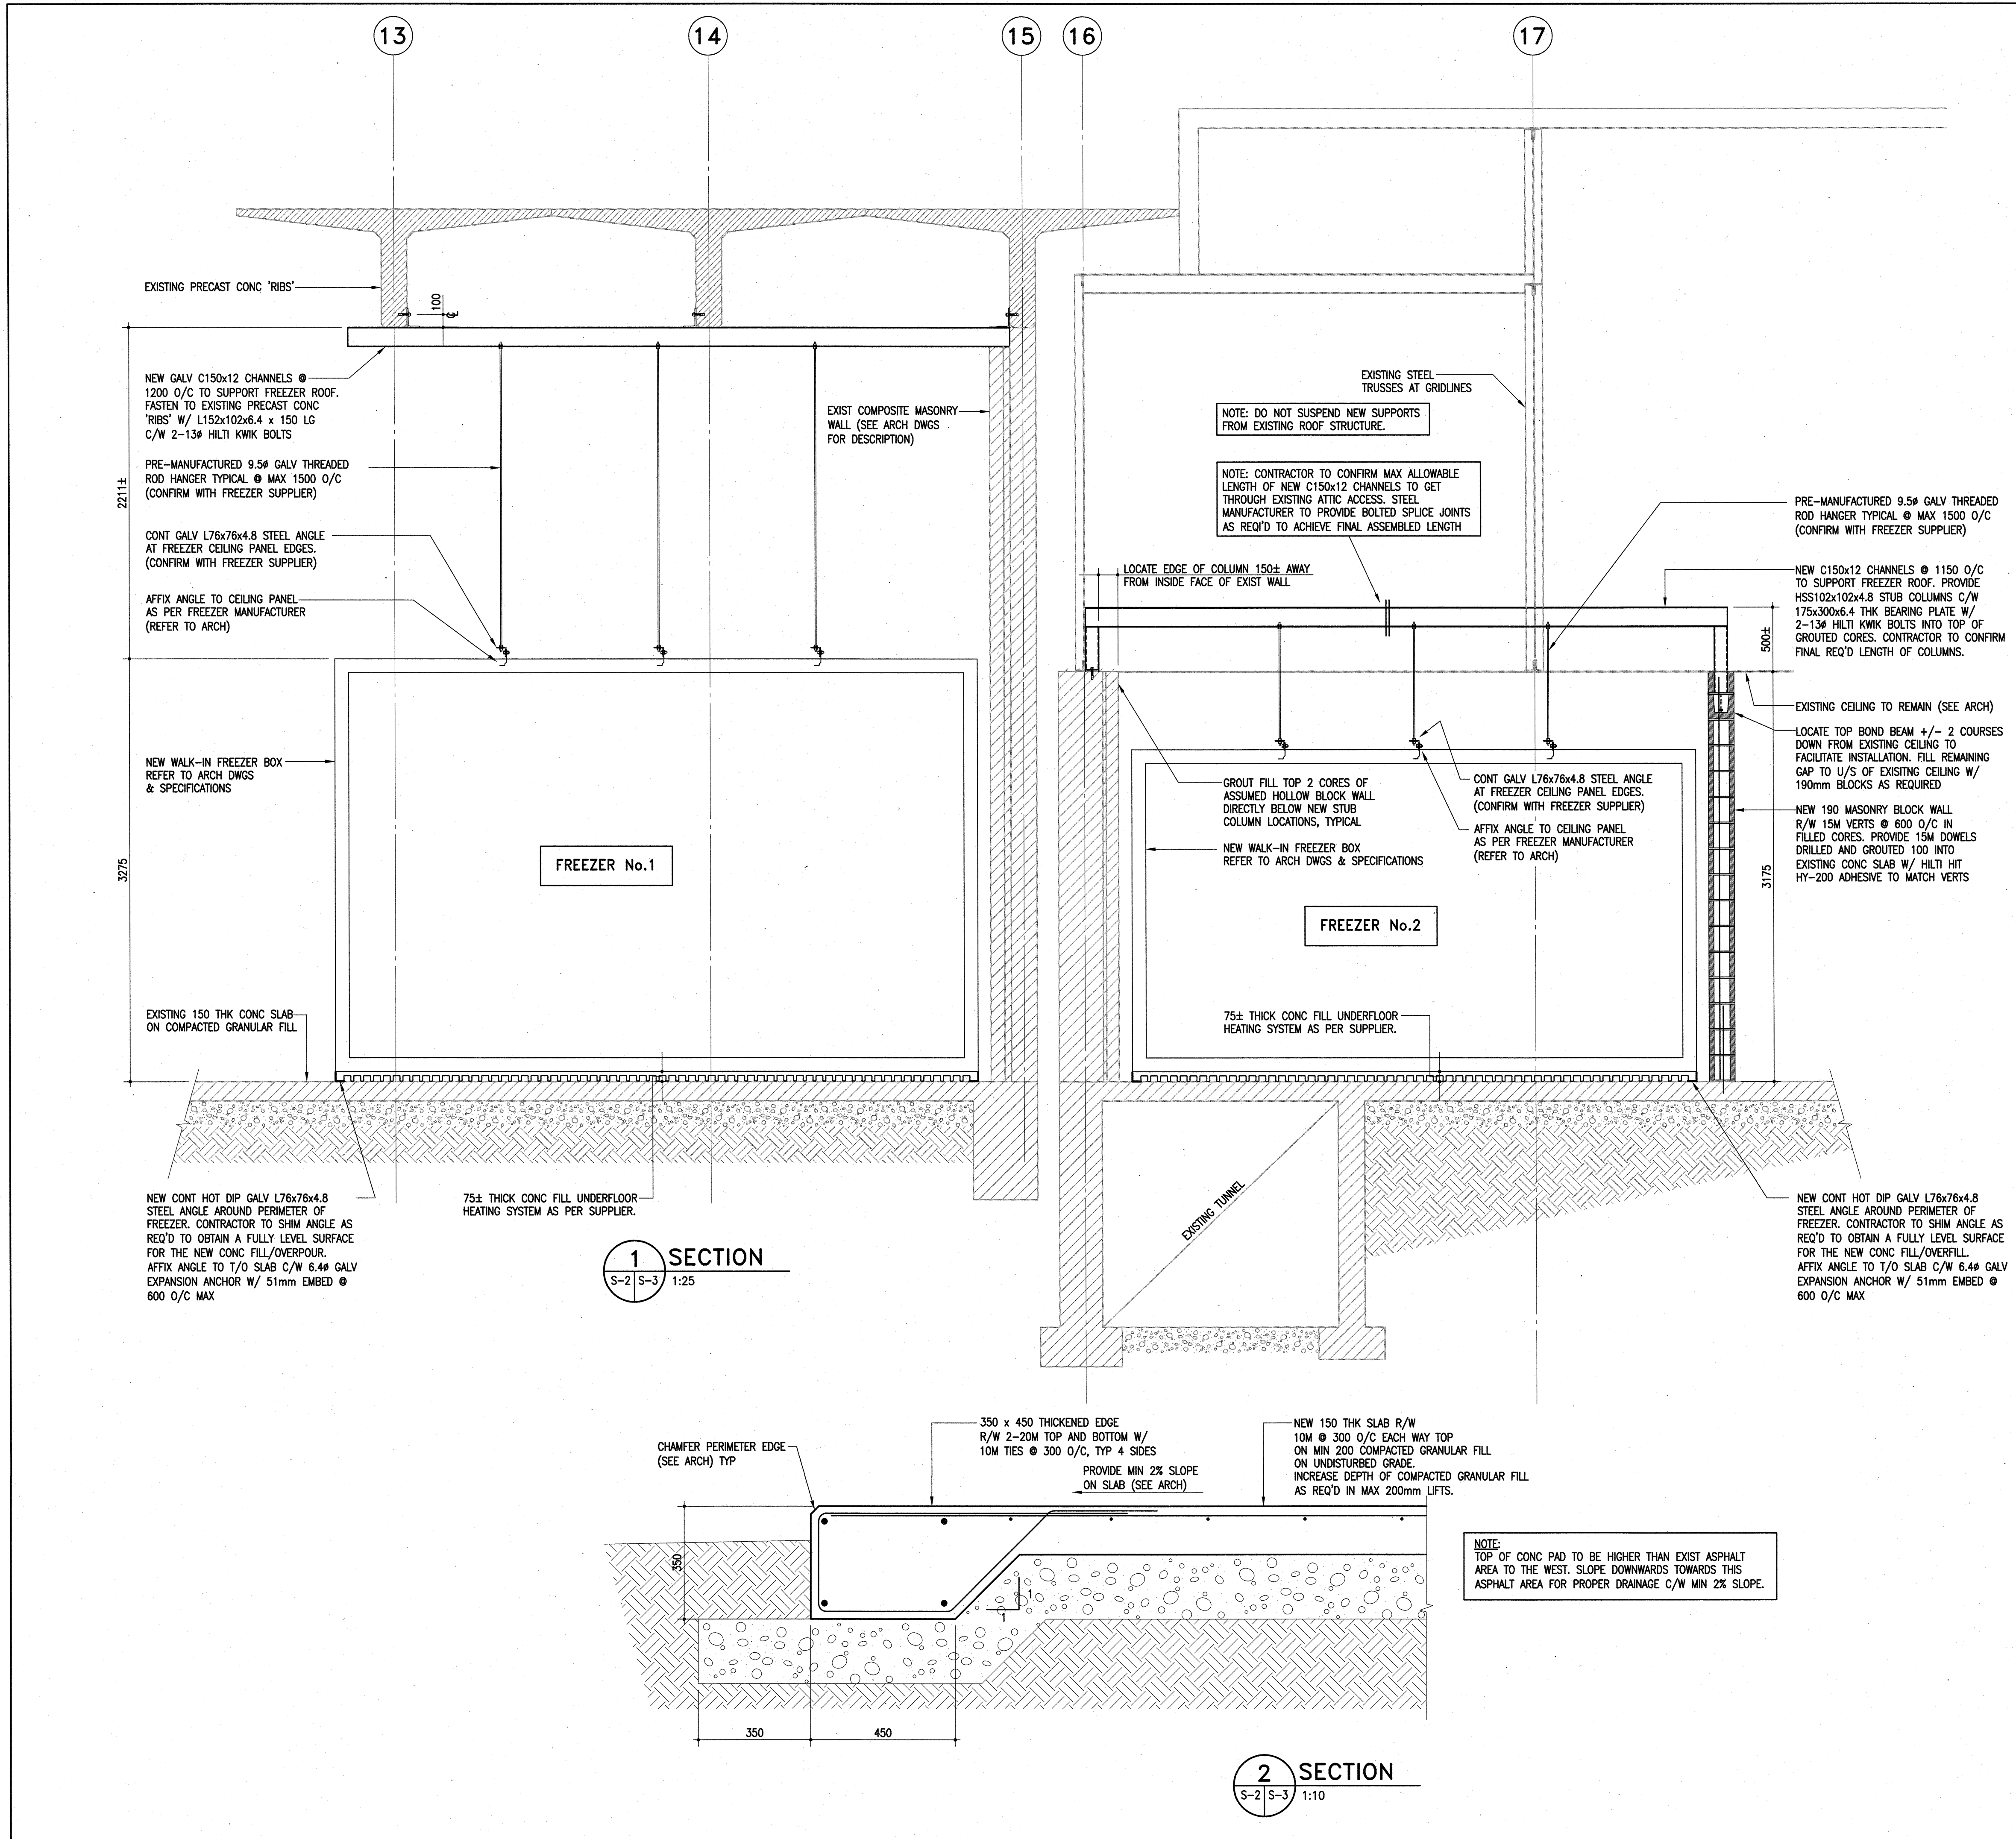 13
14
15
16
17
EXISTING PRECAST CONC 'RIBS'
100
℄
2211±
NEW GALV C150x12 CHANNELS @
1200 O/C TO SUPPORT FREEZER ROOF.
FASTEN TO EXISTING PRECAST CONC
'RIBS' W/ L152x102x6.4 x 150 LG
C/W 2-13ø HILTI KWIK BOLTS
PRE-MANUFACTURED 9.5ø GALV THREADED
ROD HANGER TYPICAL @ MAX 1500 O/C
(CONFIRM WITH FREEZER SUPPLIER)
CONT GALV L76x76x4.8 STEEL ANGLE
AT FREEZER CEILING PANEL EDGES.
(CONFIRM WITH FREEZER SUPPLIER)
AFFIX ANGLE TO CEILING PANEL
AS PER FREEZER MANUFACTURER
(REFER TO ARCH)
EXIST COMPOSITE MASONRY
WALL (SEE ARCH DWGS
FOR DESCRIPTION)
3275
NEW WALK-IN FREEZER BOX
REFER TO ARCH DWGS
& SPECIFICATIONS
FREEZER No.1
EXISTING 150 THK CONC SLAB
ON COMPACTED GRANULAR FILL
NEW CONT HOT DIP GALV L76x76x4.8
STEEL ANGLE AROUND PERIMETER OF
FREEZER. CONTRACTOR TO SHIM ANGLE AS
REQ'D TO OBTAIN A FULLY LEVEL SURFACE
FOR THE NEW CONC FILL/OVERPOUR.
AFFIX ANGLE TO T/O SLAB C/W 6.4ø GALV
EXPANSION ANCHOR W/ 51mm EMBED @
600 O/C MAX
75± THICK CONC FILL UNDERFLOOR
HEATING SYSTEM AS PER SUPPLIER.
1
S-2 S-3
SECTION
1:25
EXISTING STEEL
TRUSSES AT GRIDLINES
NOTE: DO NOT SUSPEND NEW SUPPORTS
FROM EXISTING ROOF STRUCTURE.
NOTE: CONTRACTOR TO CONFIRM MAX ALLOWABLE
LENGTH OF NEW C150x12 CHANNELS TO GET
THROUGH EXISTING ATTIC ACCESS. STEEL
MANUFACTURER TO PROVIDE BOLTED SPLICE JOINTS
AS REQI'D TO ACHIEVE FINAL ASSEMBLED LENGTH
LOCATE EDGE OF COLUMN 150± AWAY
FROM INSIDE FACE OF EXIST WALL
PRE-MANUFACTURED 9.5ø GALV THREADED
ROD HANGER TYPICAL @ MAX 1500 O/C
(CONFIRM WITH FREEZER SUPPLIER)
NEW C150x12 CHANNELS @ 1150 O/C
TO SUPPORT FREEZER ROOF. PROVIDE
HSS102x102x4.8 STUB COLUMNS C/W
175x300x6.4 THK BEARING PLATE W/
2-13ø HILTI KWIK BOLTS INTO TOP OF
GROUTED CORES. CONTRACTOR TO CONFIRM
FINAL REQ'D LENGTH OF COLUMNS.
500±
EXISTING CEILING TO REMAIN (SEE ARCH)
LOCATE TOP BOND BEAM +/- 2 COURSES
DOWN FROM EXISTING CEILING TO
FACILITATE INSTALLATION. FILL REMAINING
GAP TO U/S OF EXISITNG CEILING W/
190mm BLOCKS AS REQUIRED
NEW 190 MASONRY BLOCK WALL
R/W 15M VERTS @ 600 O/C IN
FILLED CORES. PROVIDE 15M DOWELS
DRILLED AND GROUTED 100 INTO
EXISTING CONC SLAB W/ HILTI HIT
HY-200 ADHESIVE TO MATCH VERTS
3175
GROUT FILL TOP 2 CORES OF
ASSUMED HOLLOW BLOCK WALL
DIRECTLY BELOW NEW STUB
COLUMN LOCATIONS, TYPICAL
CONT GALV L76x76x4.8 STEEL ANGLE
AT FREEZER CEILING PANEL EDGES.
(CONFIRM WITH FREEZER SUPPLIER)
NEW WALK-IN FREEZER BOX
REFER TO ARCH DWGS & SPECIFICATIONS
AFFIX ANGLE TO CEILING PANEL
AS PER FREEZER MANUFACTURER
(REFER TO ARCH)
FREEZER No.2
75± THICK CONC FILL UNDERFLOOR
HEATING SYSTEM AS PER SUPPLIER.
EXISTING TUNNEL
NEW CONT HOT DIP GALV L76x76x4.8
STEEL ANGLE AROUND PERIMETER OF
FREEZER. CONTRACTOR TO SHIM ANGLE AS
REQ'D TO OBTAIN A FULLY LEVEL SURFACE
FOR THE NEW CONC FILL/OVERFILL.
AFFIX ANGLE TO T/O SLAB C/W 6.4ø GALV
EXPANSION ANCHOR W/ 51mm EMBED @
600 O/C MAX
CHAMFER PERIMETER EDGE
(SEE ARCH) TYP
350 x 450 THICKENED EDGE
R/W 2-20M TOP AND BOTTOM W/
10M TIES @ 300 O/C, TYP 4 SIDES
PROVIDE MIN 2% SLOPE
ON SLAB (SEE ARCH)
NEW 150 THK SLAB R/W
10M @ 300 O/C EACH WAY TOP
ON MIN 200 COMPACTED GRANULAR FILL
ON UNDISTURBED GRADE.
INCREASE DEPTH OF COMPACTED GRANULAR FILL
AS REQ'D IN MAX 200mm LIFTS.
350
1
1
350
450
NOTE:
TOP OF CONC PAD TO BE HIGHER THAN EXIST ASPHALT
AREA TO THE WEST. SLOPE DOWNWARDS TOWARDS THIS
ASPHALT AREA FOR PROPER DRAINAGE C/W MIN 2% SLOPE.
2
S-2 S-3
SECTION
1:10